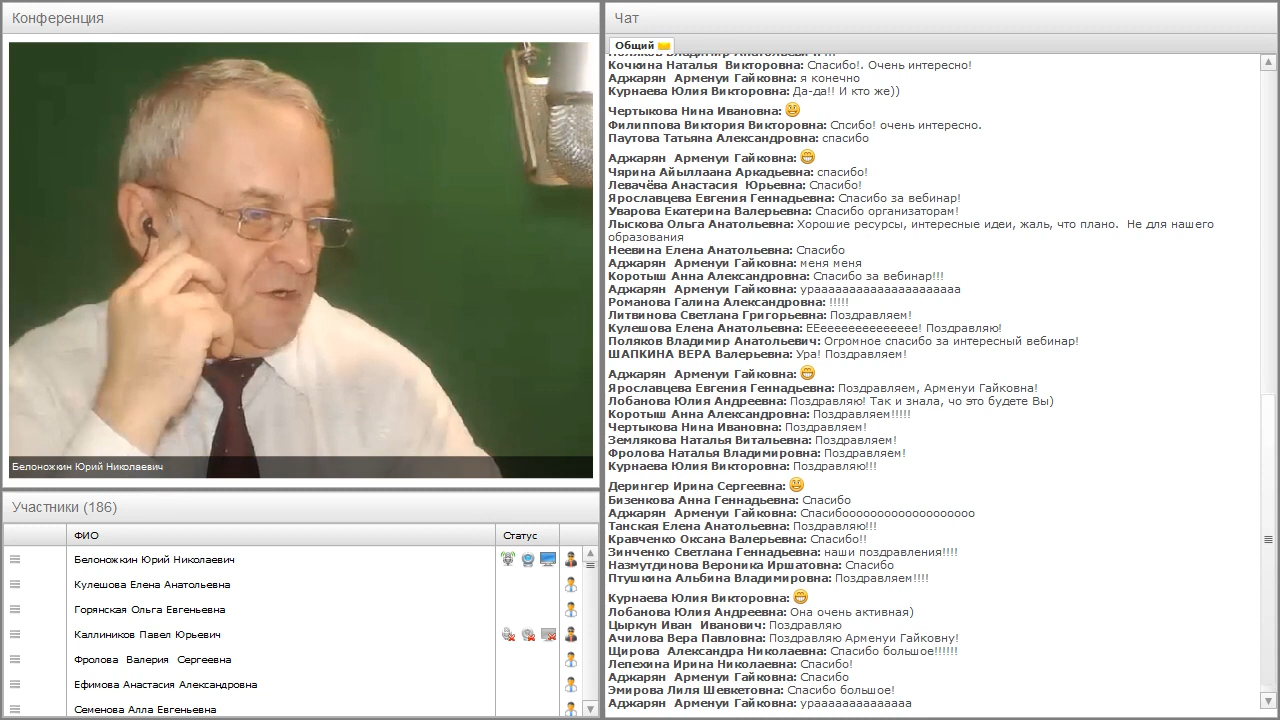 Конференция
Белоножкин Юрий Николаевич
Участники (186)
ФИО
Статус
Белоножкин Юрий Николаевич
Кулешова Елена Анатольевна
Горянская Ольга Евгеньевна
Каллиников Павел Юрьевич
Фролова Валерия Сергеевна
Ефимова Анастасия Александровна
Семенова Алла Евгеньевна
Чат
Общий
Кочкина Наталья Викторовна: Спасибо!. Очень интересно!
Аджарян Арменуи Гайковна: я конечно
Курнаева Юлия Викторовна: Да-да!! И кто же))
Чертыкова Нина Ивановна:
Филиппова Виктория Викторовна: Спсибо! очень интересно.
Паутова Татьяна Александровна: спасибо
Аджарян Арменуи Гайковна:
Чярина Айыллаана Аркадьевна: спасибо!
Левачёва Анастасия Юрьевна: Спасибо!
Ярославцева Евгения Геннадьевна: Спасибо за вебинар!
Уварова Екатерина Валерьевна: Спасибо организаторам!
Лыскова Ольга Анатольевна: Хорошие ресурсы, интересные идеи, жаль, что плано. Не для нашего
образования
Неевина Елена Анатольевна: Спасибо
Аджарян Арменуи Гайковна: меня меня
Коротыш Анна Александровна: Спасибо за вебинар!!!
Аджарян Арменуи Гайковна: ураааааааааааааааааааааа
Романова Галина Александровна: !!!!!
Литвинова Светлана Григорьевна: Поздравляем!
Кулешова Елена Анатольевна: ЕЕеееееееееееееее! Поздравляю!
Поляков Владимир Анатольевич: Огромное спасибо за интересный вебинар!
ШАПКИНА ВЕРА Валерьевна: Ура! Поздравляем!
Аджарян Арменуи Гайковна:
Ярославцева Евгения Геннадьевна: Поздравляем, Арменуи Гайковна!
Лобанова Юлия Андреевна: Поздравляю! Так и знала, чо это будете Вы)
Коротыш Анна Александровна: Поздравляем!!!!!
Чертыкова Нина Ивановна: Поздравляем!
Землякова Наталья Витальевна: Поздравляем!
Фролова Наталья Владимировна: Поздравляем!
Курнаева Юлия Викторовна: Поздравляю!!!
Дерингер Ирина Сергеевна:
Бизенкова Анна Геннадьевна: Спасибо
Аджарян Арменуи Гайковна: Спасибооооооооооооооооооо
Танская Елена Анатольевна: Поздравляю!!!
Кравченко Оксана Валерьевна: Спасибо!!
Зинченко Светлана Геннадьевна: наши поздравления!!!!
Назмутдинова Вероника Иршатовна: Спасибо
Птушкина Альбина Владимировна: Поздравляем!!!!
Курнаева Юлия Викторовна:
Лобанова Юлия Андреевна: Она очень активная)
Цыркун Иван Иванович: Поздравляю
Ачилова Вера Павловна: Поздравляю Арменуи Гайковну!
Щирова Александра Николаевна: Спасибо большое!!!!!!
Лепехина Ирина Николаевна: Спасибо!
Аджарян Арменуи Гайковна: Спасибо
Эмирова Лиля Шевкетовна: Спасибо большое!
Аджарян Арменуи Гайковна: ураааааааааааааа